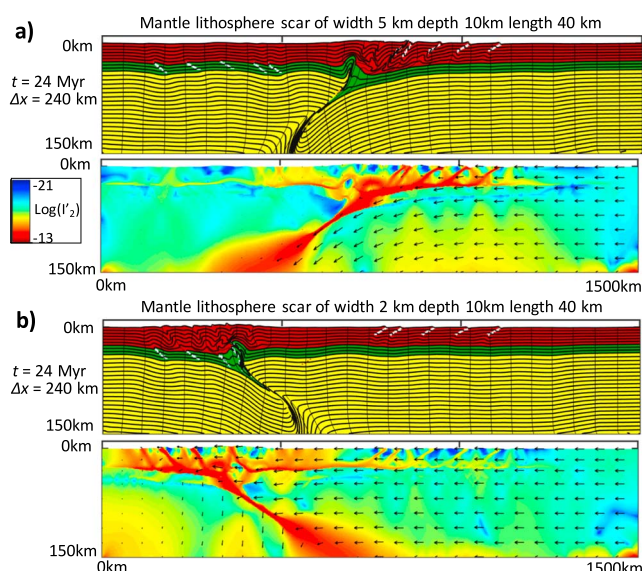 Mantle lithosphere scar of width 5 km depth 10km length 40 km
a)
0km
t = 24 Myr
Δx = 240 km
150km
0km
-21
Log(I'₂)
-13
150km
0km
1500km
Mantle lithosphere scar of width 2 km depth 10km length 40 km
b)
0km
t = 24 Myr
Δx = 240 km
150km
0km
150km
0km
1500km